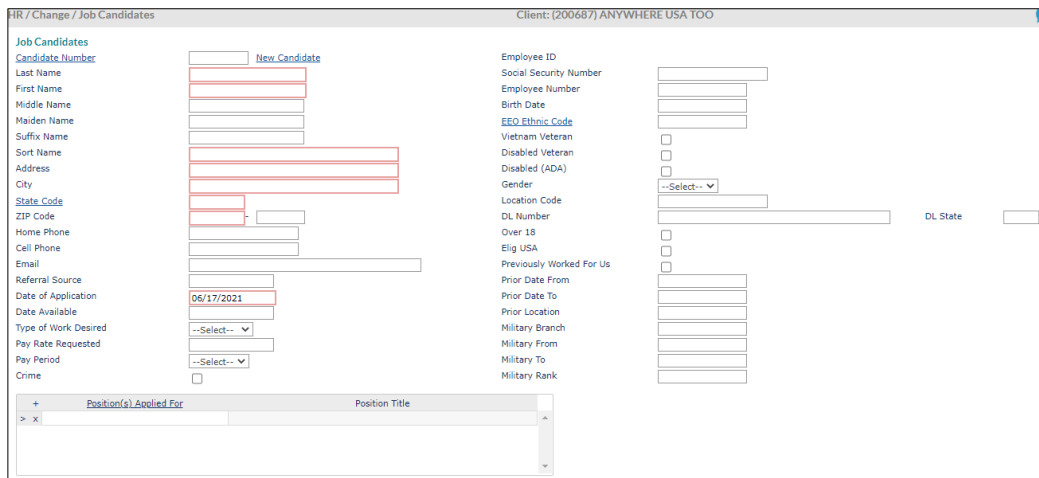 HR / Change / Job Candidates Client: (200687) ANYWHERE USA TOO
Job Candidates
Candidate Number New Candidate Employee ID
Last Name Social Security Number
First Name Employee Number
Middle Name Birth Date
Maiden Name EEO Ethnic Code
Suffix Name Vietnam Veteran
Sort Name Disabled Veteran
Address Disabled (ADA)
City Gender --Select--
State Code Location Code
ZIP Code - DL Number DL State
Home Phone Over 18
Cell Phone Elig USA
Email Previously Worked For Us
Referral Source Prior Date From
Date of Application 06/17/2021 Prior Date To
Date Available Prior Location
Type of Work Desired --Select-- Military Branch
Pay Rate Requested Military From
Pay Period --Select-- Military To
Crime Military Rank
+ Position(s) Applied For Position Title
> x